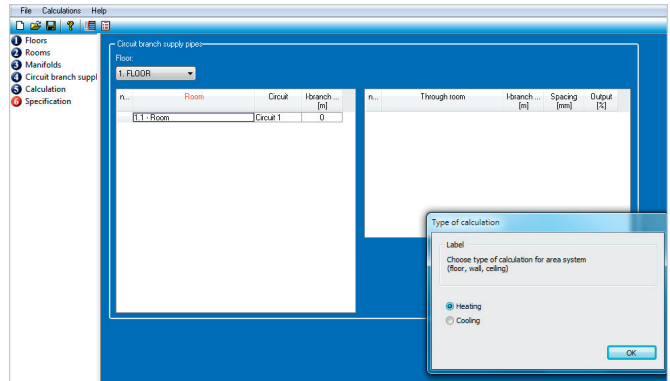 File Calculations Help
1 Floors
2 Rooms
3 Manifolds
4 Circuit branch suppl
5 Calculation
6 Specification
Circuit branch supply pipes
Floor:
1. FLOOR
n... Room Circuit l-branch ... [m]
1.1 - Room Circuit 1 0
n... Through room l-branch ... [m] Spacing [mm] Output [%]
Type of calculation
Label
Choose type of calculation for area system
(floor, wall, ceiling)
Heating
Cooling
OK